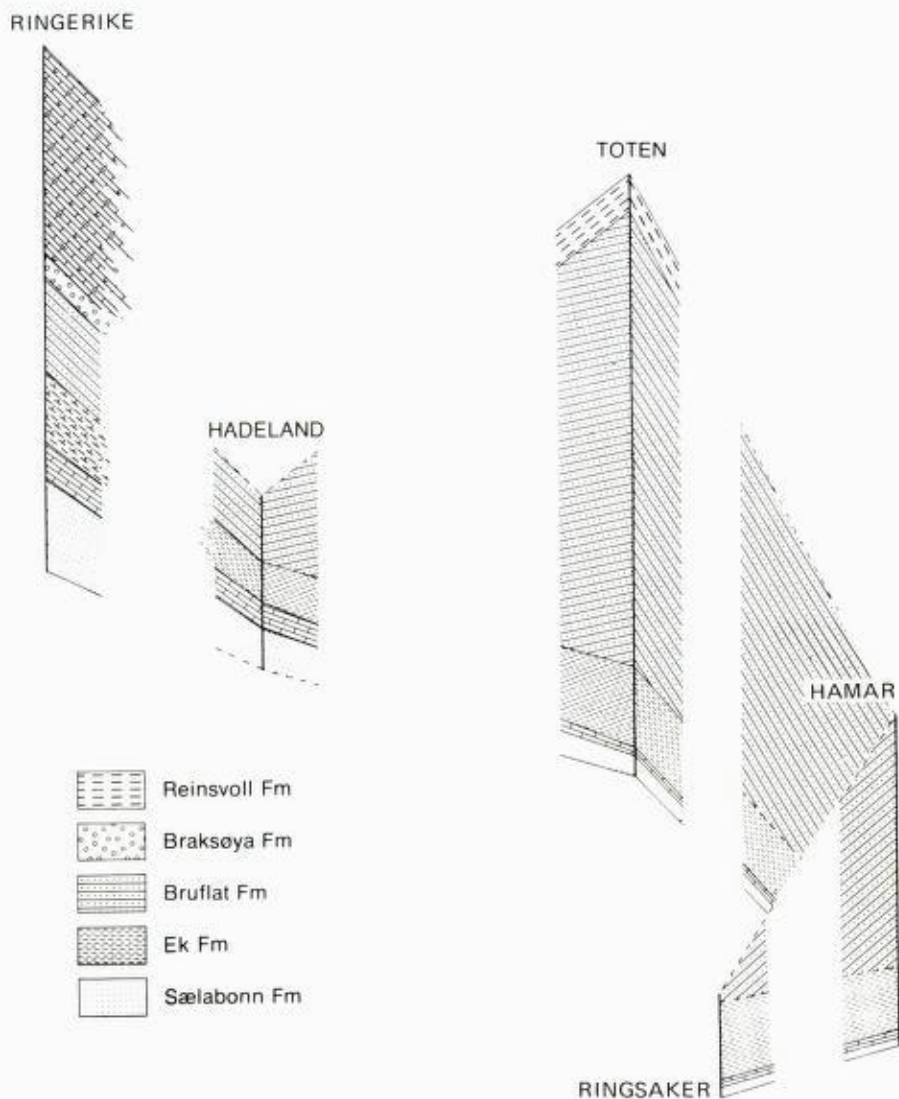 RINGERIKE
TOTEN
HADELAND
HAMAR
Reinsvoll Fm
Braksøya Fm
Bruflat Fm
Ek Fm
Sælabonn Fm
RINGSAKER